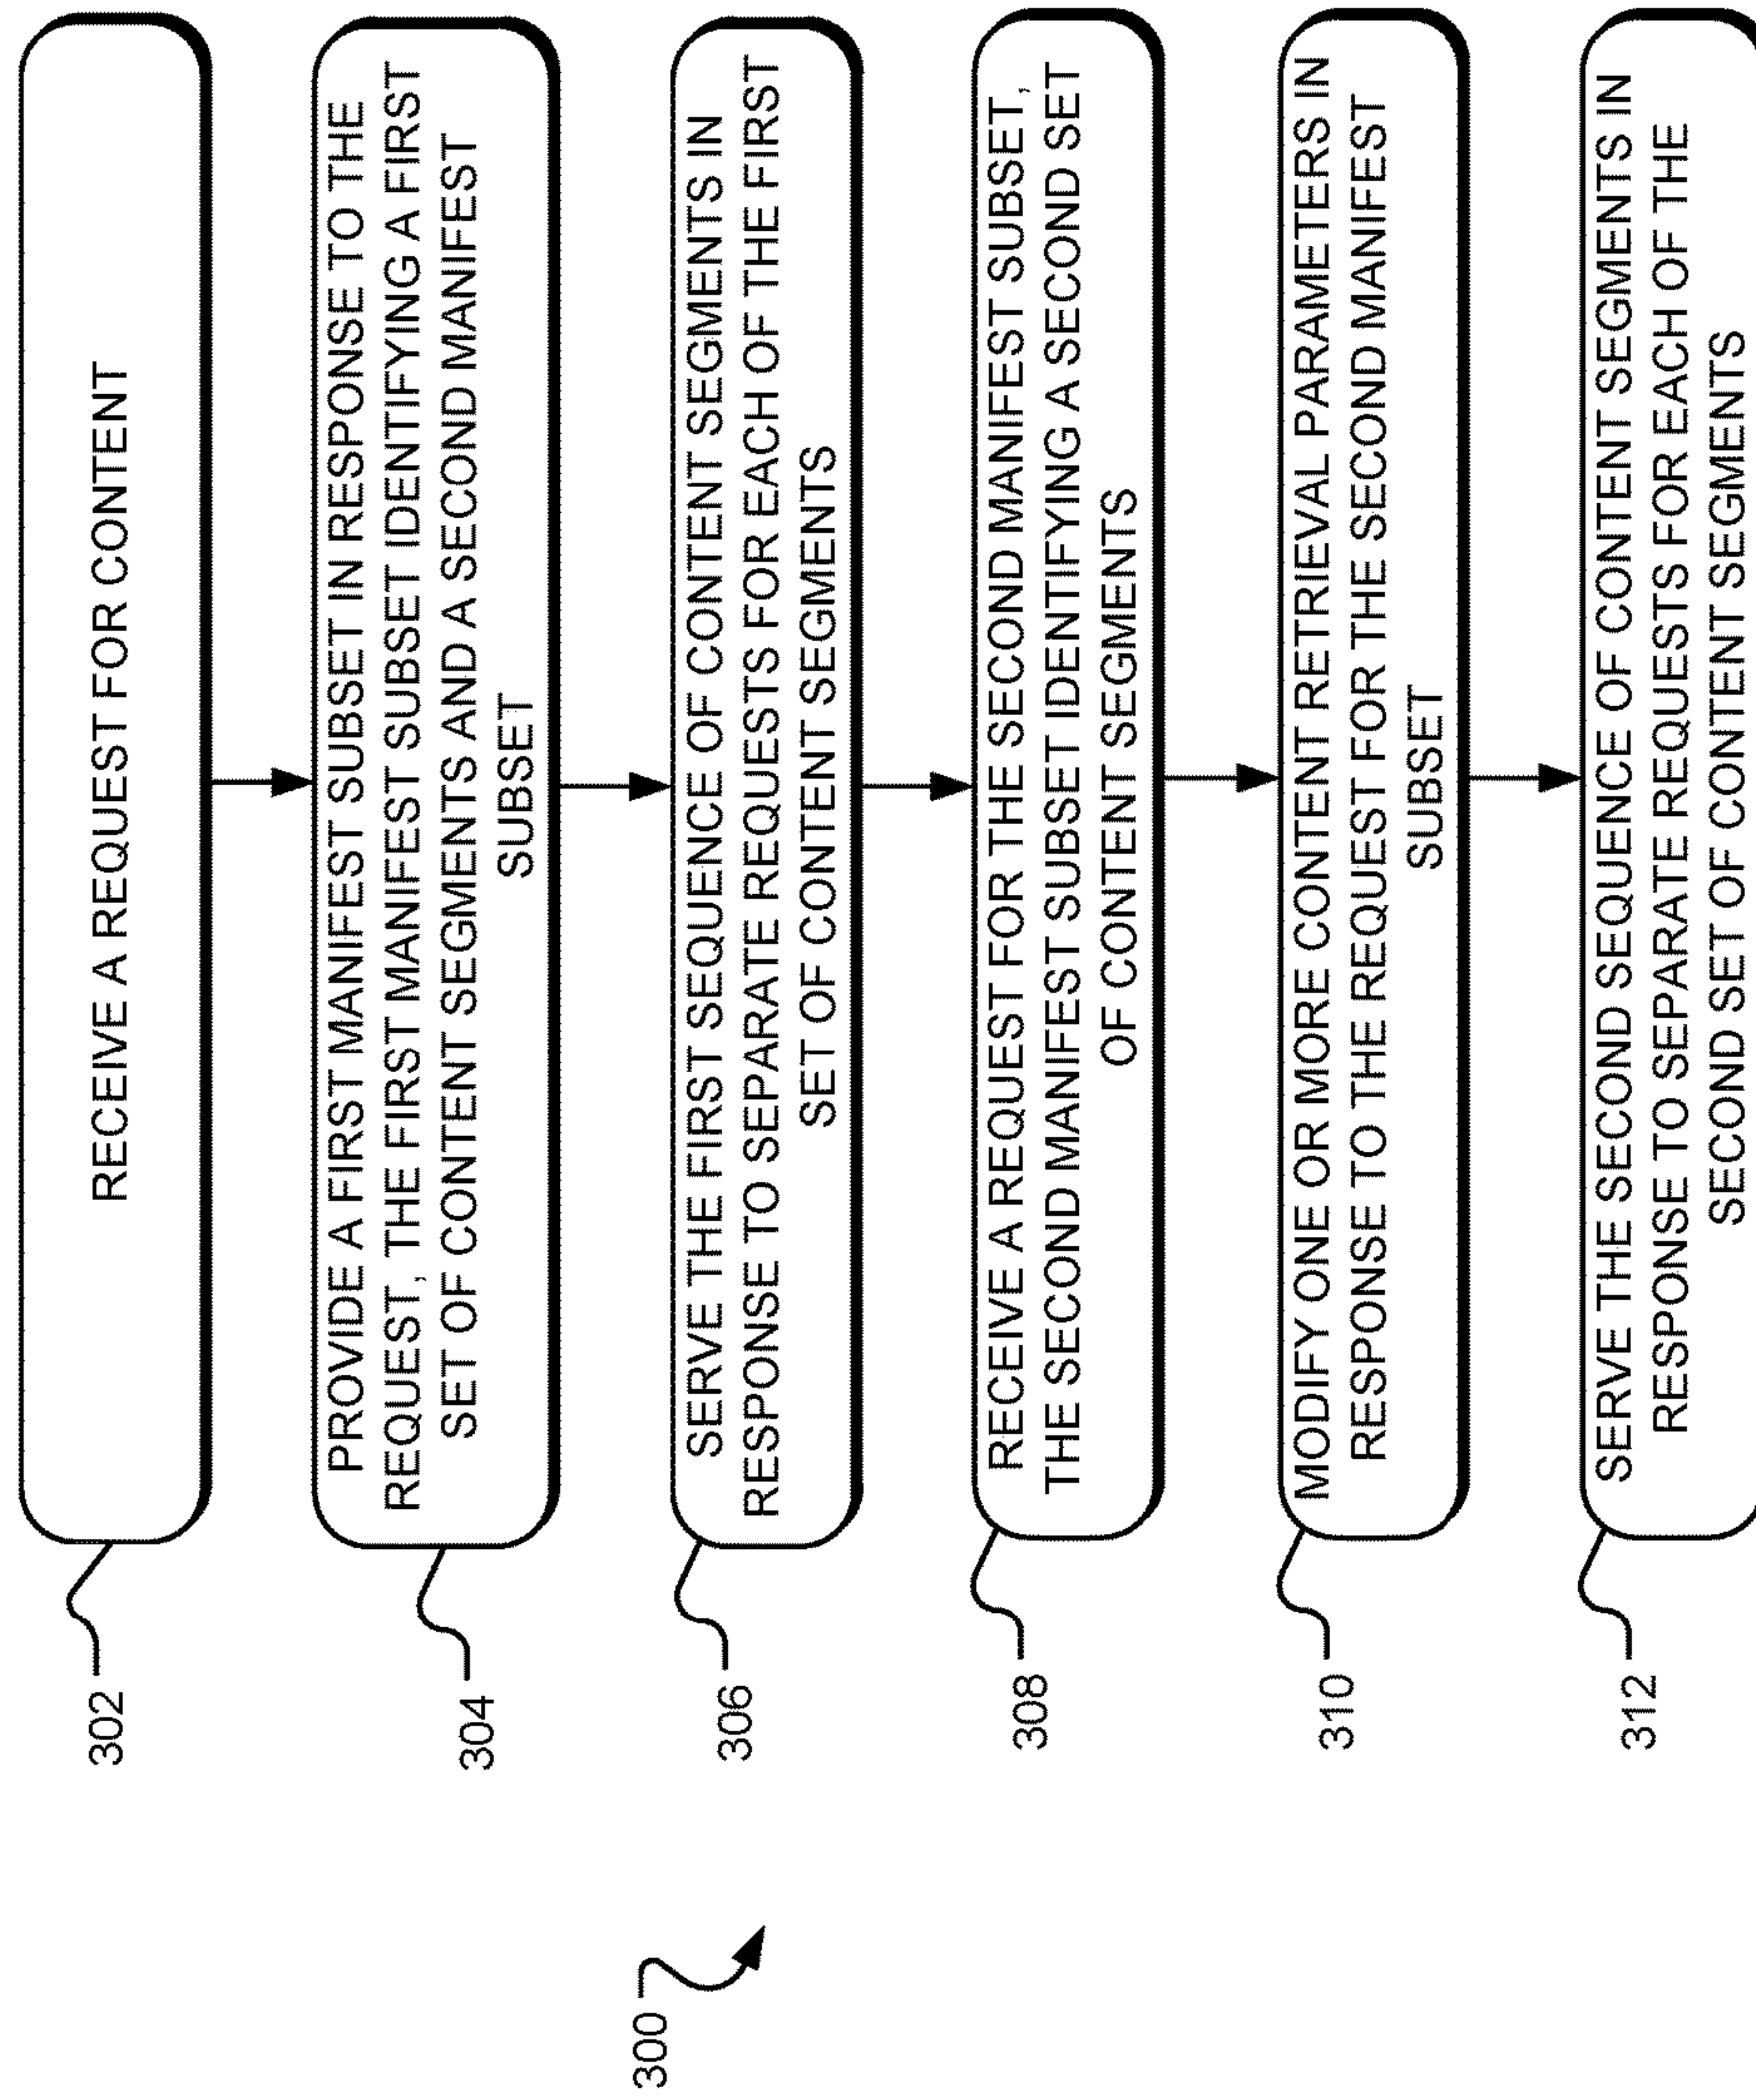 300
302
RECEIVE A REQUEST FOR CONTENT
304
PROVIDE A FIRST MANIFEST SUBSET IN RESPONSE TO THE
REQUEST, THE FIRST MANIFEST SUBSET IDENTIFYING A FIRST
SET OF CONTENT SEGMENTS AND A SECOND MANIFEST
SUBSET
306
SERVE THE FIRST SEQUENCE OF CONTENT SEGMENTS IN
RESPONSE TO SEPARATE REQUESTS FOR EACH OF THE FIRST
SET OF CONTENT SEGMENTS
308
RECEIVE A REQUEST FOR THE SECOND MANIFEST SUBSET,
THE SECOND MANIFEST SUBSET IDENTIFYING A SECOND SET
OF CONTENT SEGMENTS
310
MODIFY ONE OR MORE CONTENT RETRIEVAL PARAMETERS IN
RESPONSE TO THE REQUEST FOR THE SECOND MANIFEST
SUBSET
312
SERVE THE SECOND SEQUENCE OF CONTENT SEGMENTS IN
RESPONSE TO SEPARATE REQUESTS FOR EACH OF THE
SECOND SET OF CONTENT SEGMENTS